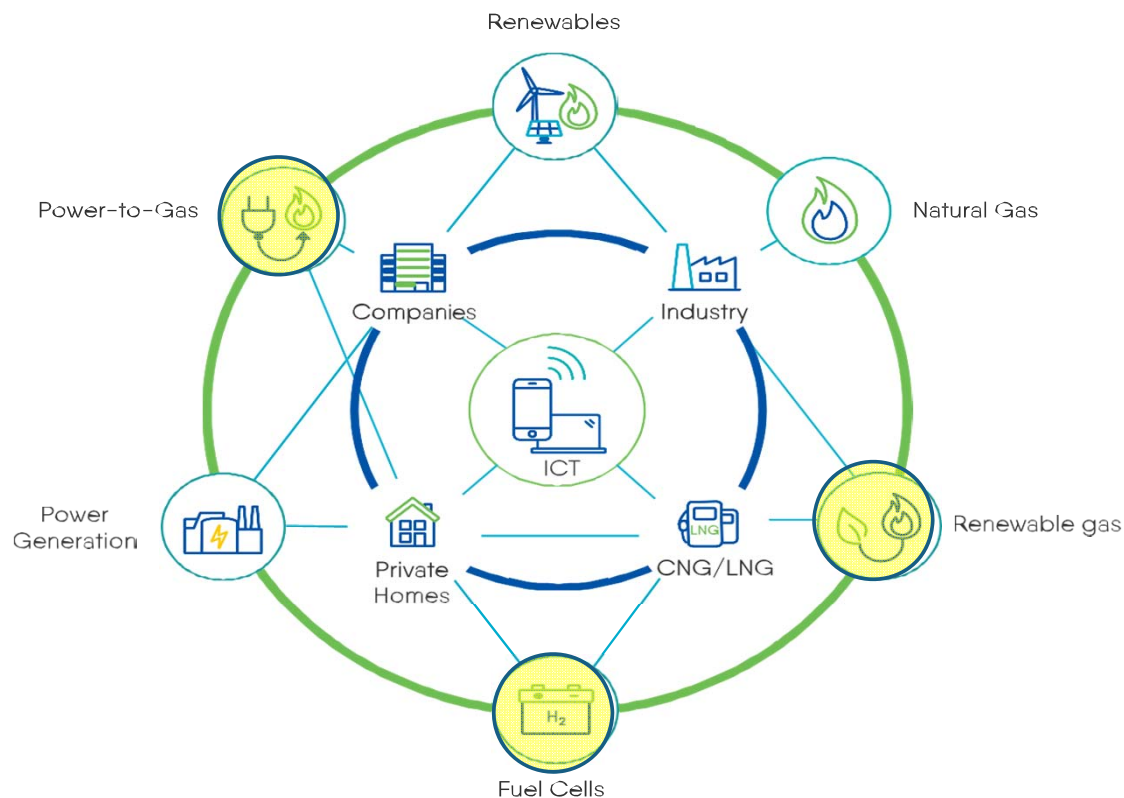 Renewables
Power-to-Gas
Natural Gas
Companies
Industry
ICT
Power
Generation
LNG
Renewable gas
Private
Homes
CNG/LNG
H₂
Fuel Cells